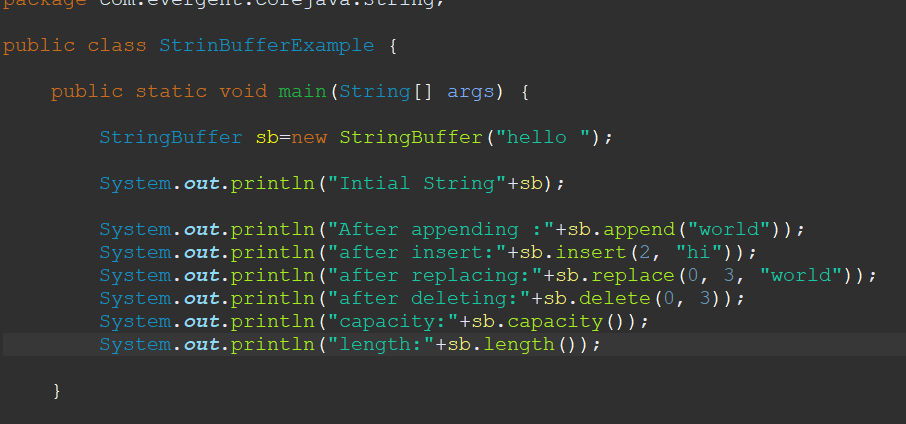 package com.evergent.corejava.String;
public class StrinBufferExample {
public static void main(String[] args) {
StringBuffer sb=new StringBuffer("hello ");
System.out.println("Intial String"+sb);
System.out.println("After appending :"+sb.append("world"));
System.out.println("after insert:"+sb.insert(2, "hi"));
System.out.println("after replacing:"+sb.replace(0, 3, "world"));
System.out.println("after deleting:"+sb.delete(0, 3));
System.out.println("capacity:"+sb.capacity());
System.out.println("length:"+sb.length());
}